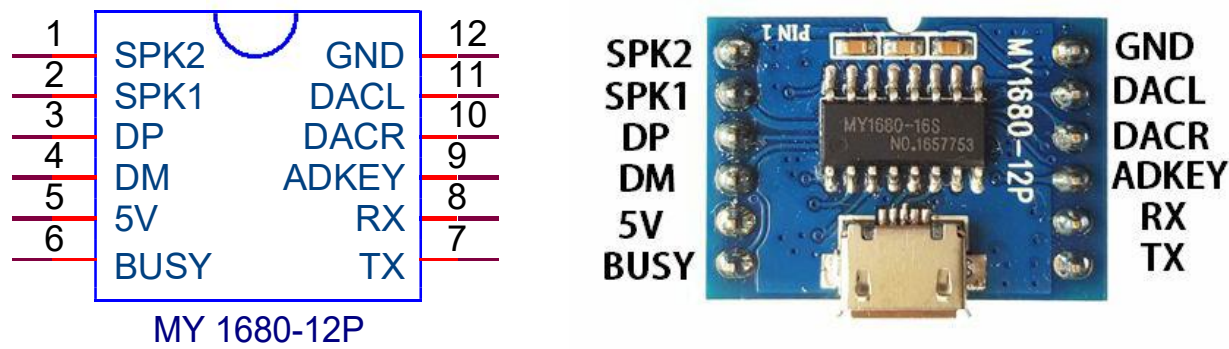 1 SPK2 GND 12
2 SPK1 DACL 11
3 DP DACR 10
4 DM ADKEY 9
5 5V RX 8
6 BUSY TX 7
MY 1680-12P
SPK2
SPK1
DP
DM
5V
BUSY
PIN 1
MY1680-16S
NO.1657753
MY1680-12P
GND
DACL
DACR
ADKEY
RX
TX